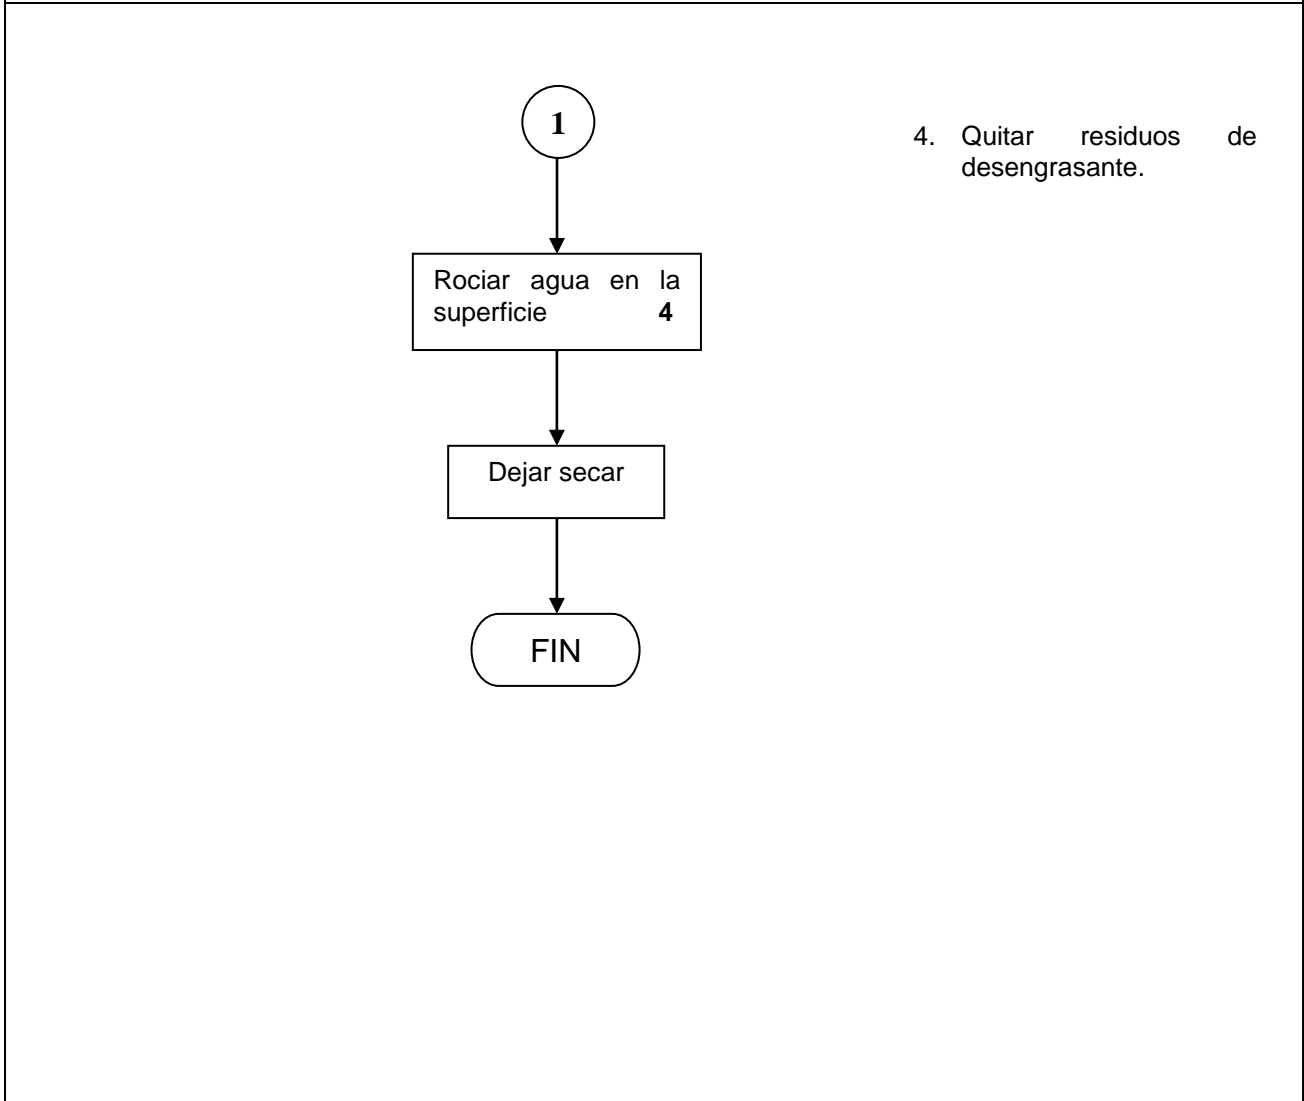 1
4. Quitar residuos de
desengrasante.
Rociar agua en la
superficie 4
Dejar secar
FIN